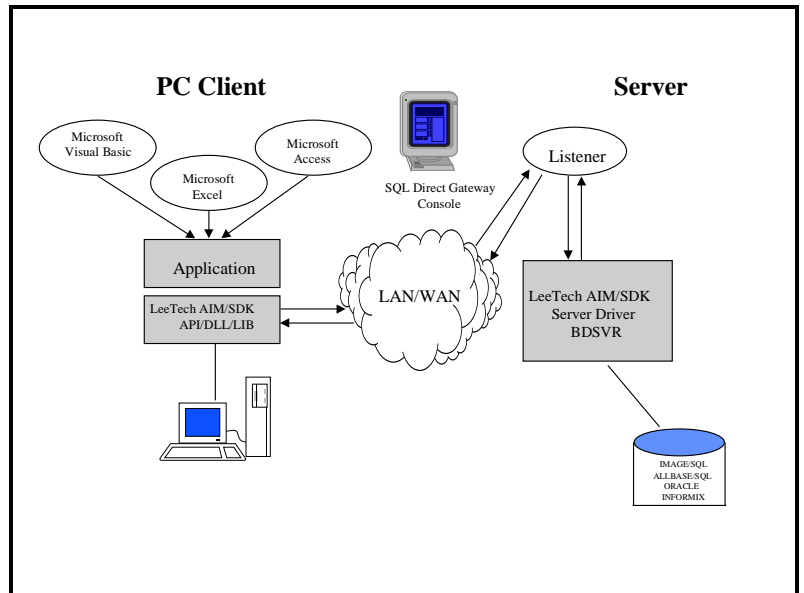 PC Client
Server
Microsoft
Visual Basic
Microsoft
Excel
Microsoft
Access
SQL Direct Gateway
Console
Listener
Application
LeeTech AIM/SDK
API/DLL/LIB
LAN/WAN
LeeTech AIM/SDK
Server Driver
BDSVR
IMAGE/SQL
ALLBASE/SQL
ORACLE
INFORMIX